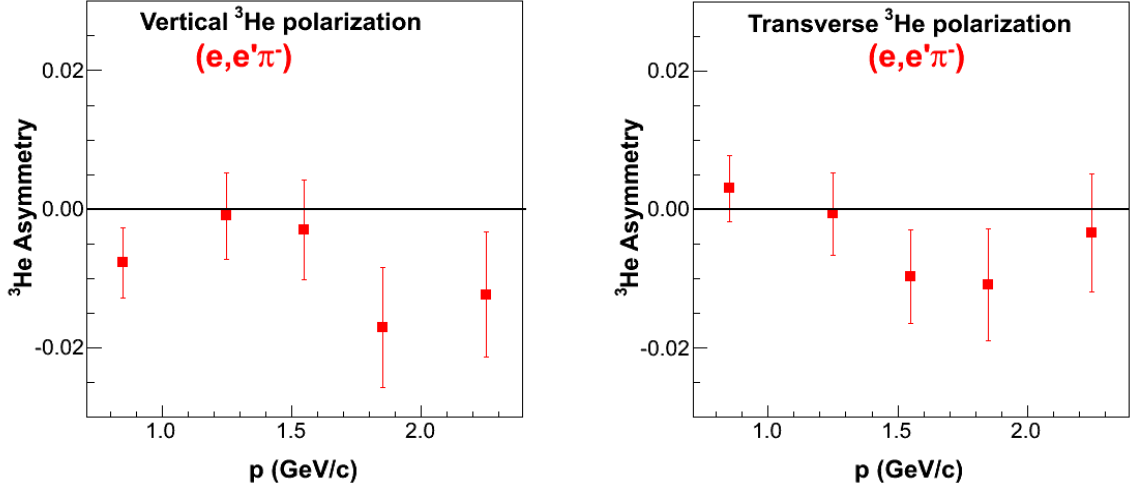 Vertical ³He polarization
(e,e'π⁻)
0.02
0.00
-0.02
³He Asymmetry
1.0 1.5 2.0
p (GeV/c)
Transverse ³He polarization
(e,e'π⁻)
0.02
0.00
-0.02
³He Asymmetry
1.0 1.5 2.0
p (GeV/c)